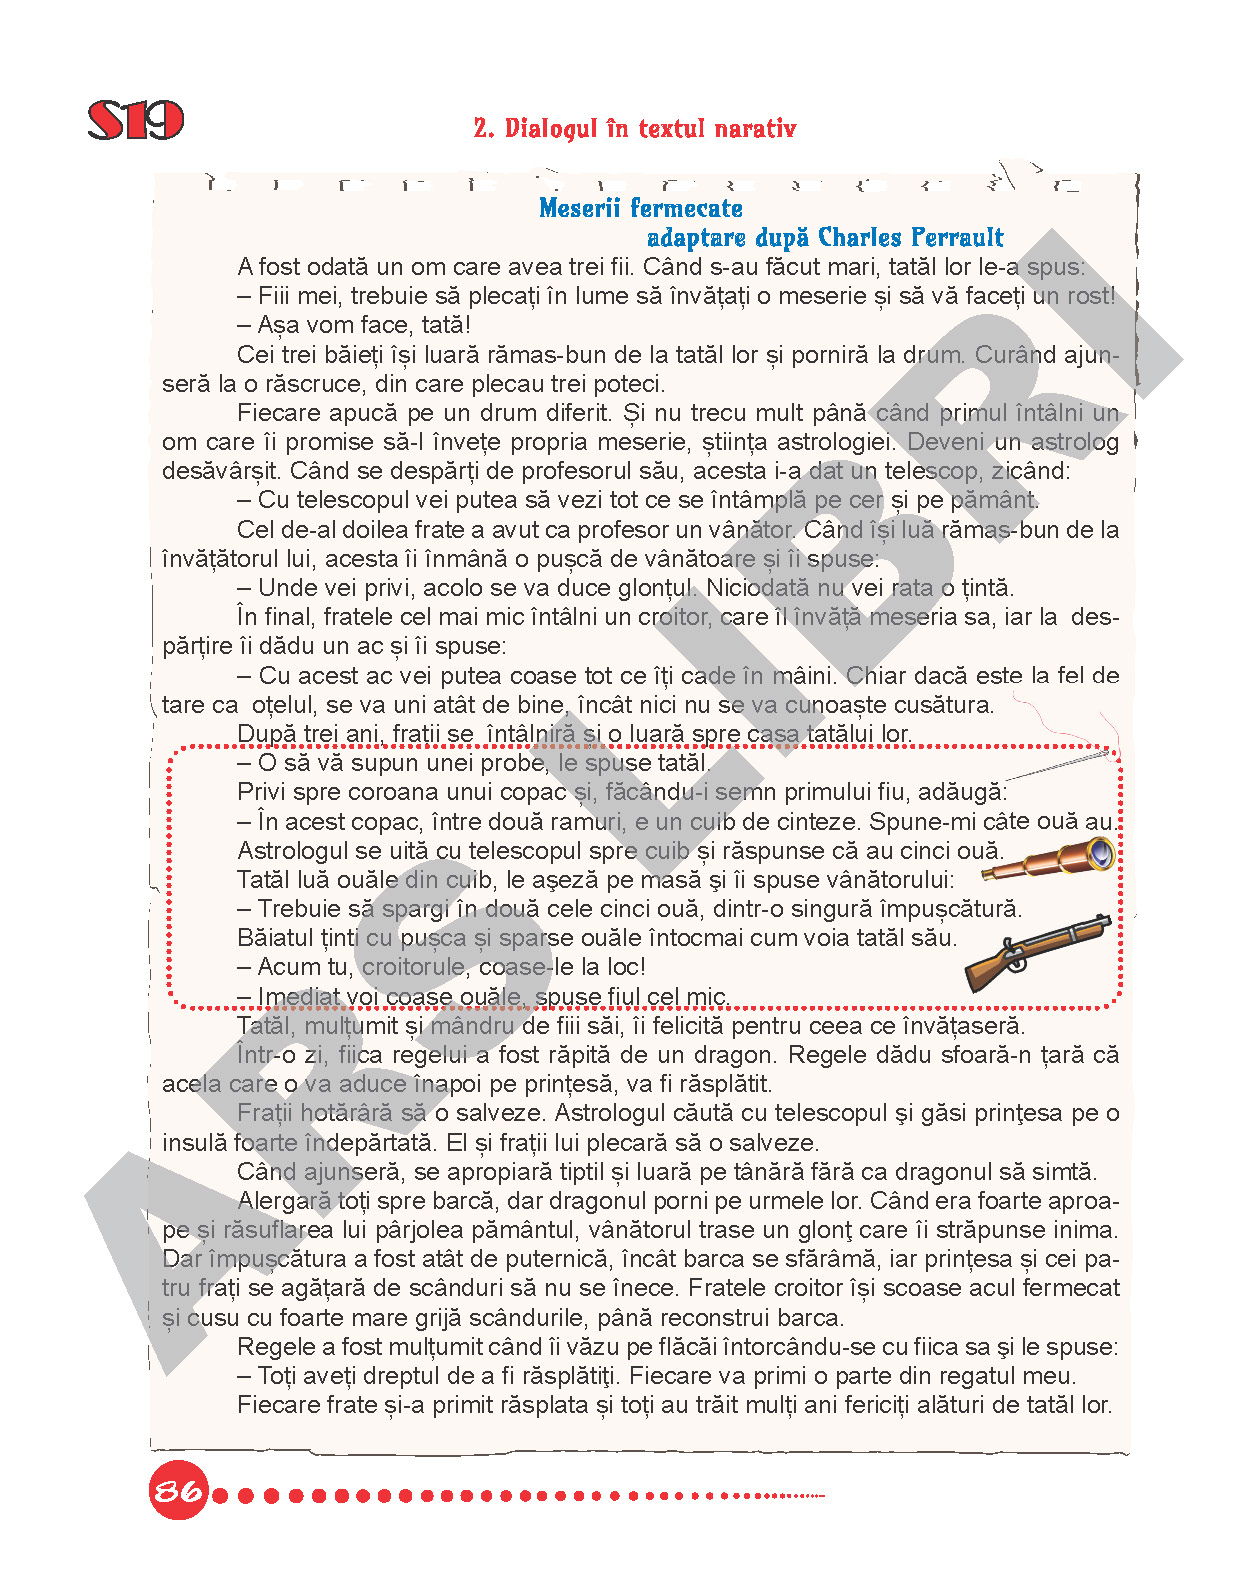 S19
2. Dialogul în textul narativ
Meserii fermecate
adaptare după Charles Perrault
A fost odată un om care avea trei fii. Când s-au făcut mari, tatăl lor le-a spus:
– Fiii mei, trebuie să plecați în lume să învățați o meserie și să vă faceți un rost!
– Așa vom face, tată!
Cei trei băieți își luară rămas-bun de la tatăl lor și porniră la drum. Curând ajun-
seră la o răscruce, din care plecau trei poteci.
Fiecare apucă pe un drum diferit. Și nu trecu mult până când primul întâlni un
om care îi promise să-l învețe propria meserie, știința astrologiei. Deveni un astrolog
desăvârșit. Când se despărți de profesorul său, acesta i-a dat un telescop, zicând:
– Cu telescopul vei putea să vezi tot ce se întâmplă pe cer și pe pământ.
Cel de-al doilea frate a avut ca profesor un vânător. Când își luă rămas-bun de la
învățătorul lui, acesta îi înmână o pușcă de vânătoare și îi spuse:
– Unde vei privi, acolo se va duce glonțul. Niciodată nu vei rata o țintă.
În final, fratele cel mai mic întâlni un croitor, care îl învăță meseria sa, iar la des-
părțire îi dădu un ac și îi spuse:
– Cu acest ac vei putea coase tot ce îți cade în mâini. Chiar dacă este la fel de
tare ca oțelul, se va uni atât de bine, încât nici nu se va cunoaște cusătura.
După trei ani, frații se întâlniră și o luară spre casa tatălui lor.
– O să vă supun unei probe, le spuse tatăl.
Privi spre coroana unui copac și, făcându-i semn primului fiu, adăugă:
– În acest copac, între două ramuri, e un cuib de cinteze. Spune-mi câte ouă au.
Astrologul se uită cu telescopul spre cuib și răspunse că au cinci ouă.
Tatăl luă ouăle din cuib, le aşeză pe masă şi îi spuse vânătorului:
– Trebuie să spargi în două cele cinci ouă, dintr-o singură împușcătură.
Băiatul ținti cu pușca și sparse ouăle întocmai cum voia tatăl său.
– Acum tu, croitorule, coase-le la loc!
– Imediat voi coase ouăle, spuse fiul cel mic.
Tatăl, mulțumit și mândru de fiii săi, îi felicită pentru ceea ce învățaseră.
Într-o zi, fiica regelui a fost răpită de un dragon. Regele dădu sfoară-n țară că
acela care o va aduce înapoi pe prințesă, va fi răsplătit.
Frații hotărâră să o salveze. Astrologul căută cu telescopul şi găsi prinţesa pe o
insulă foarte îndepărtată. El și frații lui plecară să o salveze.
Când ajunseră, se apropiară tiptil și luară pe tânără fără ca dragonul să simtă.
Alergară toți spre barcă, dar dragonul porni pe urmele lor. Când era foarte aproa-
pe și răsuflarea lui pârjolea pământul, vânătorul trase un glonţ care îi străpunse inima.
Dar împușcătura a fost atât de puternică, încât barca se sfărâmă, iar prințesa și cei pa-
tru frați se agățară de scânduri să nu se înece. Fratele croitor își scoase acul fermecat
și cusu cu foarte mare grijă scândurile, până reconstrui barca.
Regele a fost mulțumit când îi văzu pe flăcăi întorcându-se cu fiica sa şi le spuse:
– Toți aveți dreptul de a fi răsplătiţi. Fiecare va primi o parte din regatul meu.
Fiecare frate și-a primit răsplata și toți au trăit mulți ani fericiți alături de tatăl lor.
86
ARS LIBRI